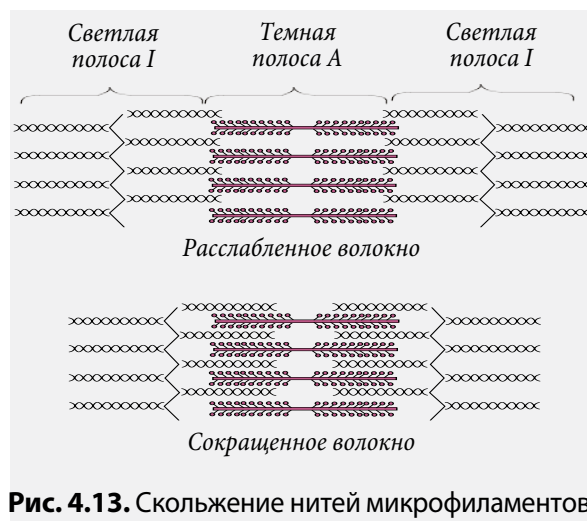 Светлая
полоса I
Темная
полоса А
Светлая
полоса I
Расслабленное волокно
Сокращенное волокно
Рис. 4.13. Скольжение нитей микрофиламентов